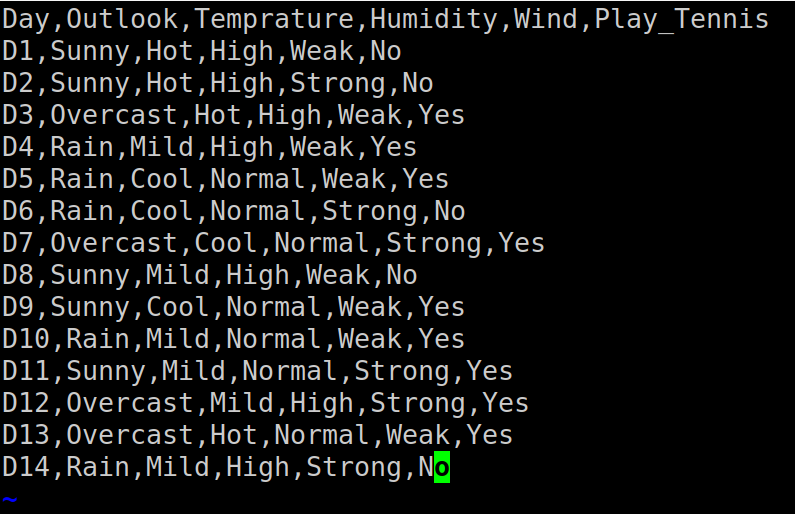 Day,Outlook,Temprature,Humidity,Wind,Play_Tennis
D1,Sunny,Hot,High,Weak,No
D2,Sunny,Hot,High,Strong,No
D3,Overcast,Hot,High,Weak,Yes
D4,Rain,Mild,High,Weak,Yes
D5,Rain,Cool,Normal,Weak,Yes
D6,Rain,Cool,Normal,Strong,No
D7,Overcast,Cool,Normal,Strong,Yes
D8,Sunny,Mild,High,Weak,No
D9,Sunny,Cool,Normal,Weak,Yes
D10,Rain,Mild,Normal,Weak,Yes
D11,Sunny,Mild,Normal,Strong,Yes
D12,Overcast,Mild,High,Strong,Yes
D13,Overcast,Hot,Normal,Weak,Yes
D14,Rain,Mild,High,Strong,No
~